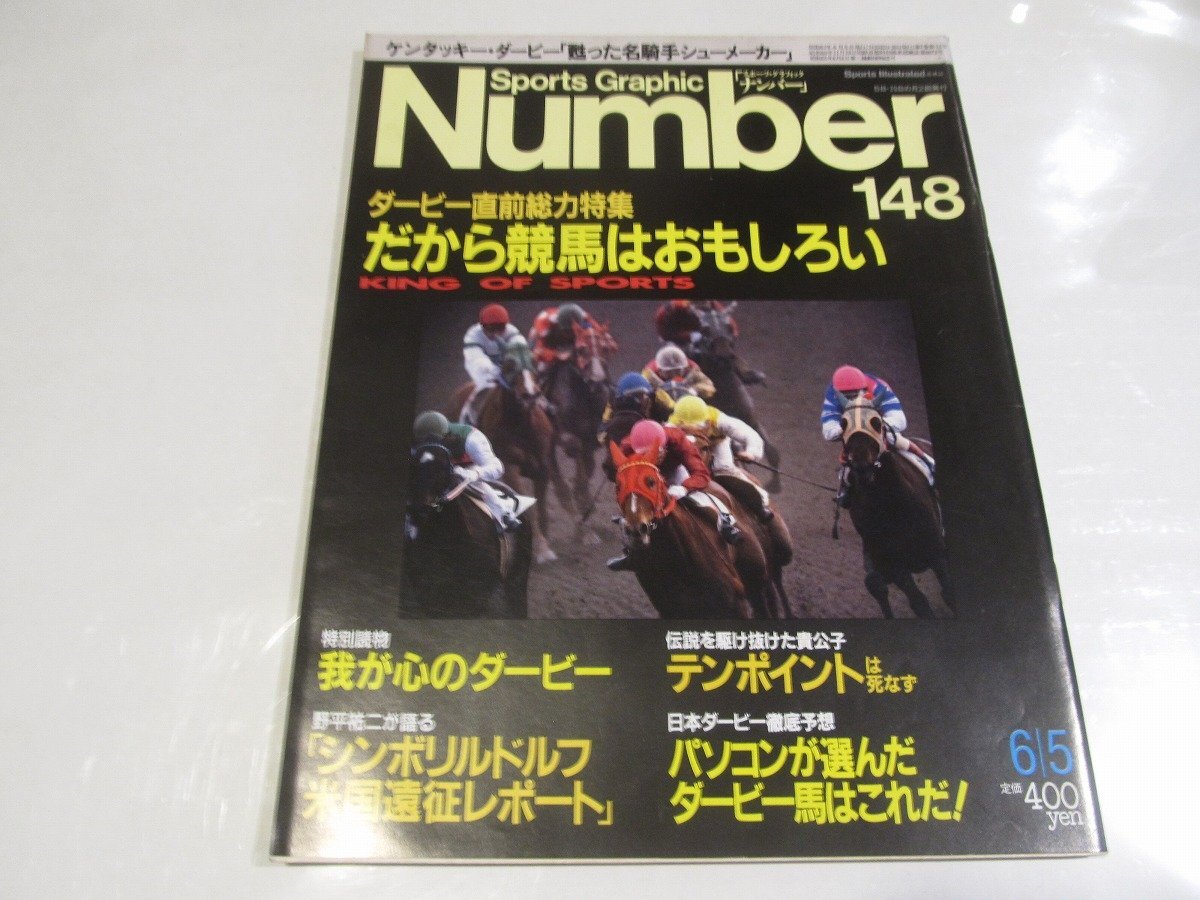 ケンタッキー・ダービー「甦った名騎手シューメーカー」
Sports Graphic
「スポーツ・グラフィック
ナンバー」
Sports Illustrated
Number
148
ダービー直前総力特集
だから競馬はおもしろい
KING OF SPORTS
特別読物
我が心のダービー
伝説を駆け抜けた貴公子
テンポイントは
死なず
野平祐二が語る
「シンボリルドルフ
米国遠征レポート」
日本ダービー徹底予想
パソコンが選んだ
ダービー馬はこれだ!
6/5
定価400
yen